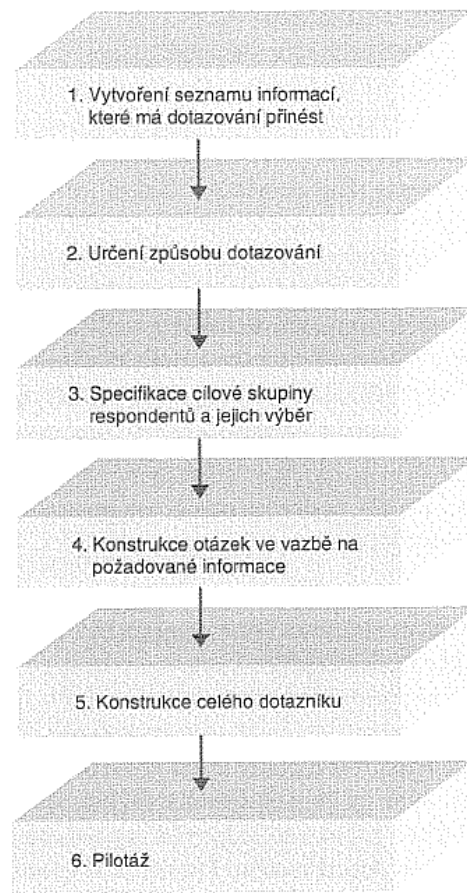 1. Vytvoření seznamu informací,
které má dotazování přinést
2. Určení způsobu dotazování
3. Specifikace cílové skupiny
respondentů a jejich výběr
4. Konstrukce otázek ve vazbě na
požadované informace
5. Konstrukce celého dotazníku
6. Pilotáž